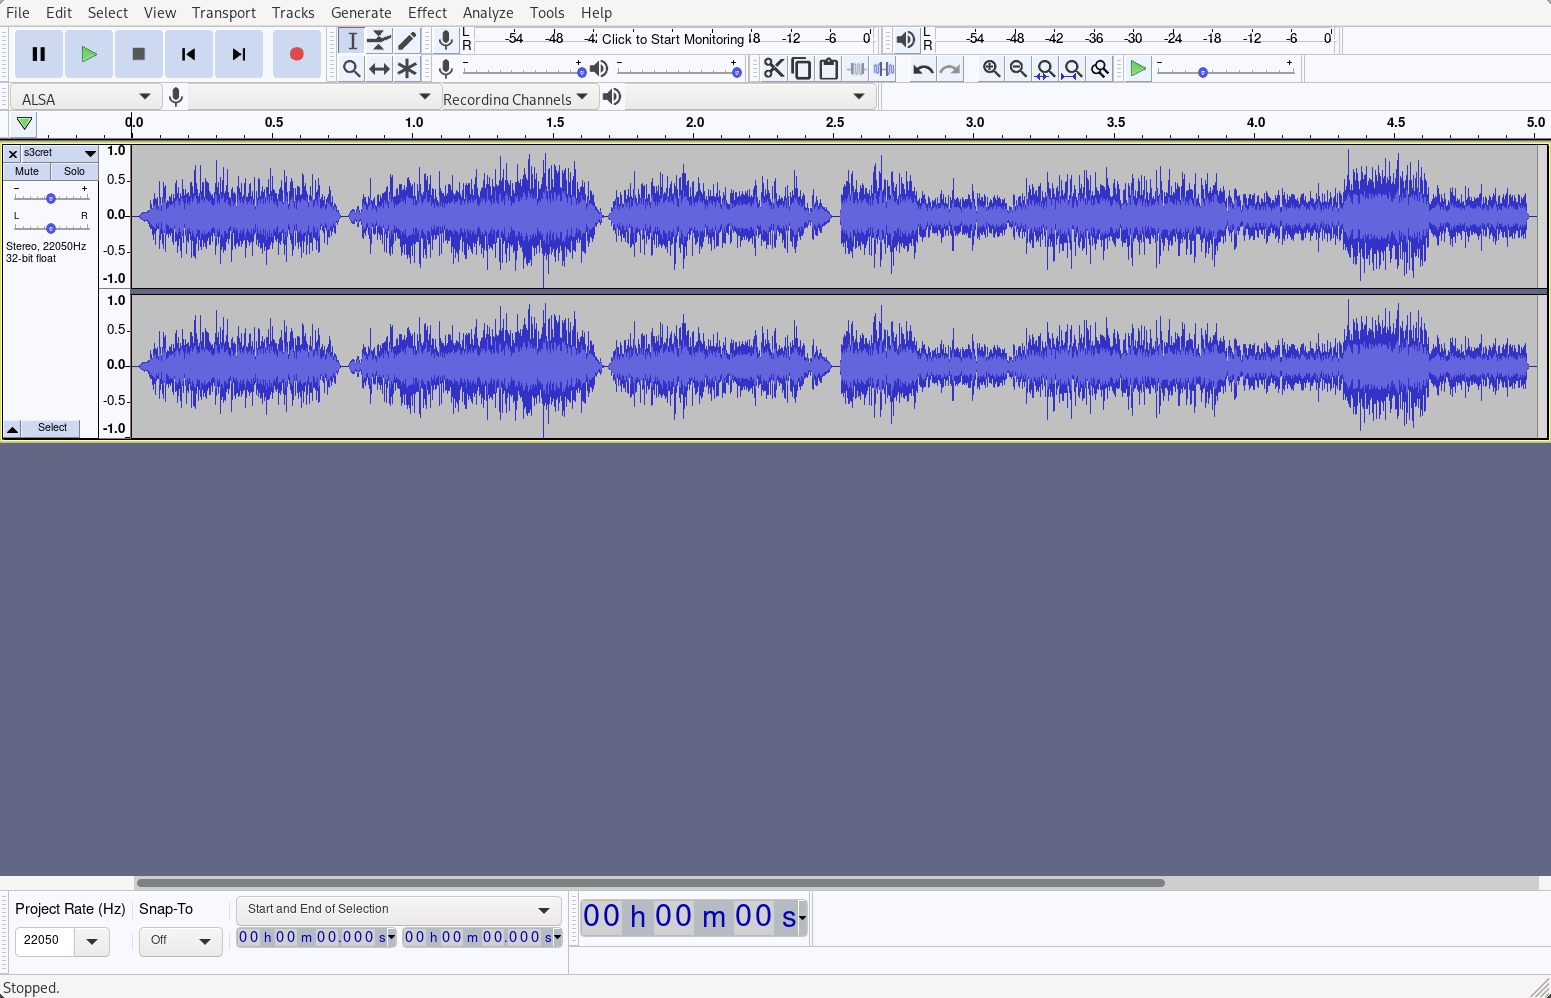 File Edit Select View Transport Tracks Generate Effect Analyze Tools Help
L R -54 -48 -4 Click to Start Monitoring 18 -12 -6 0
L R -54 -48 -42 -36 -30 -24 -18 -12 -6 0
- + - + - +
ALSA Recording Channels
0.0 0.5 1.0 1.5 2.0 2.5 3.0 3.5 4.0 4.5 5.0
s3cret
Mute Solo
- +
L R
Stereo, 22050Hz
32-bit float
Select
1.0
0.5
0.0
-0.5
-1.0
1.0
0.5
0.0
-0.5
-1.0
Project Rate (Hz) Snap-To Start and End of Selection
22050 Off 00 h 00 m 00.000 s 00 h 00 m 00.000 s
00 h 00 m 00 s
Stopped.